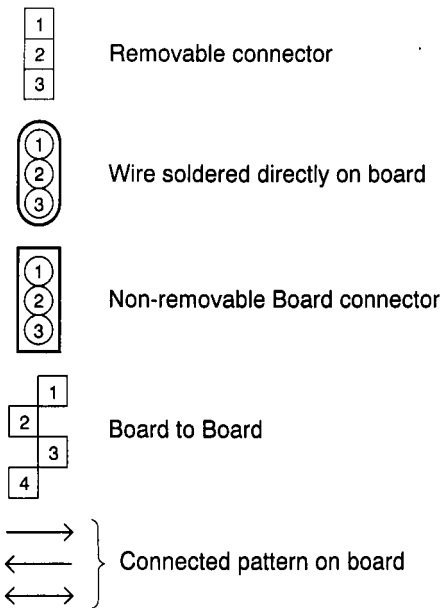 1
2 Removable connector
3
1
2 Wire soldered directly on board
3
1
2 Non-removable Board connector
3
1
2
Board to Board
3
4
Connected pattern on board